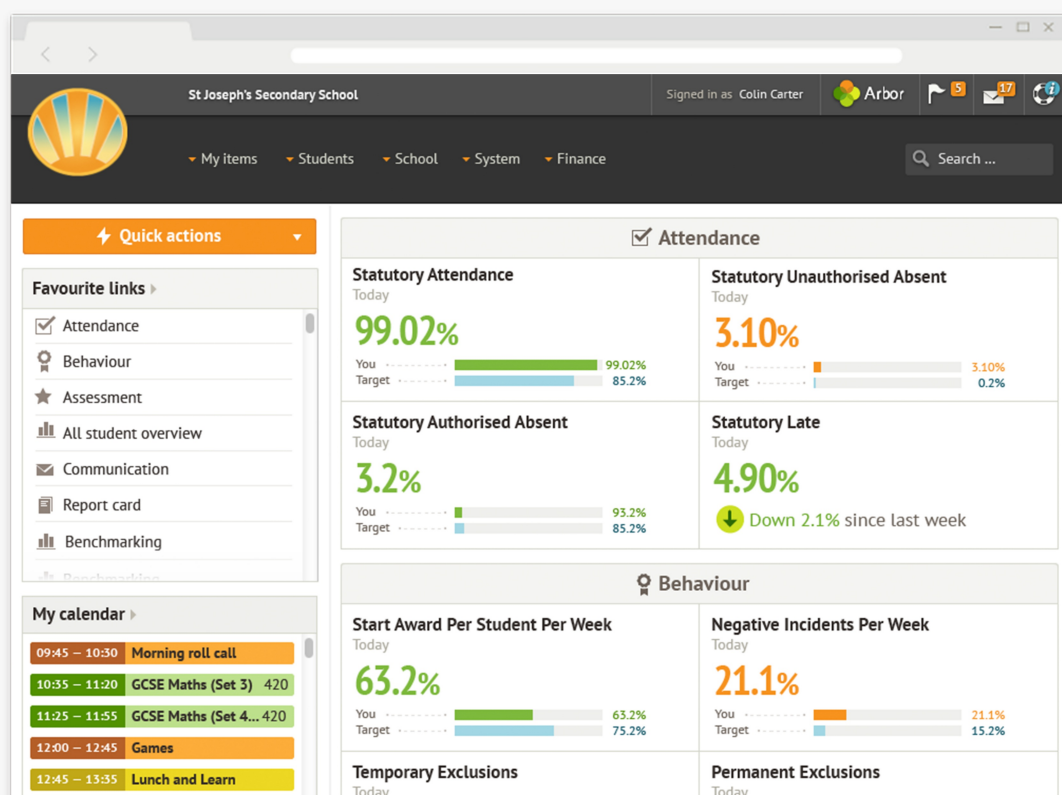 St Joseph's Secondary School
Signed in as Colin Carter
Arbor
5
17
i
My items
Students
School
System
Finance
Search ...
Quick actions
Favourite links
Attendance
Behaviour
Assessment
All student overview
Communication
Report card
Benchmarking
Benchmarking
My calendar
09:45 – 10:30 Morning roll call
10:35 – 11:20 GCSE Maths (Set 3) 420
11:25 – 11:55 GCSE Maths (Set 4... 420
12:00 – 12:45 Games
12:45 – 13:35 Lunch and Learn
Attendance
Statutory Attendance
Today
99.02%
You 99.02%
Target 85.2%
Statutory Unauthorised Absent
Today
3.10%
You 3.10%
Target 0.2%
Statutory Authorised Absent
Today
3.2%
You 93.2%
Target 85.2%
Statutory Late
Today
4.90%
Down 2.1% since last week
Behaviour
Start Award Per Student Per Week
Today
63.2%
You 63.2%
Target 75.2%
Negative Incidents Per Week
Today
21.1%
You 21.1%
Target 15.2%
Temporary Exclusions
Today
Permanent Exclusions
Today